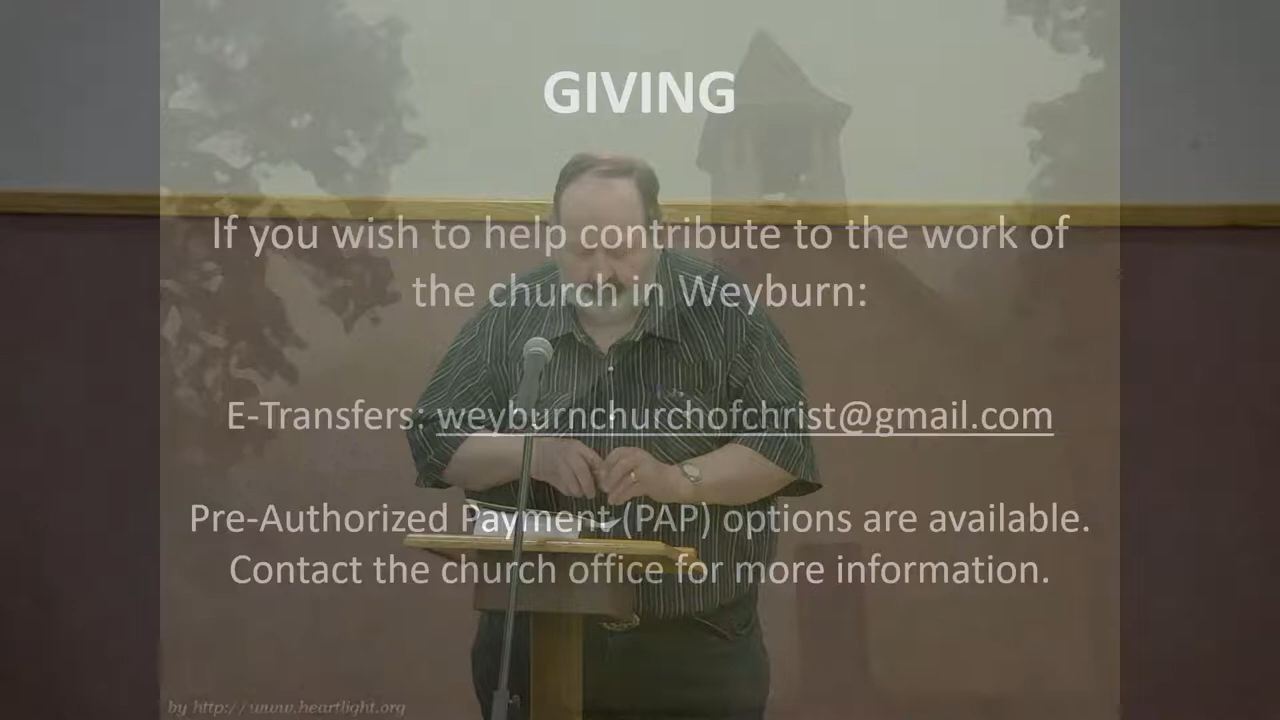 GIVING
If you wish to help contribute to the work of
the church in Weyburn:
E-Transfers: weyburnchurchofchrist@gmail.com
Pre-Authorized Payment (PAP) options are available.
Contact the church office for more information.
by http://www.heartlight.org